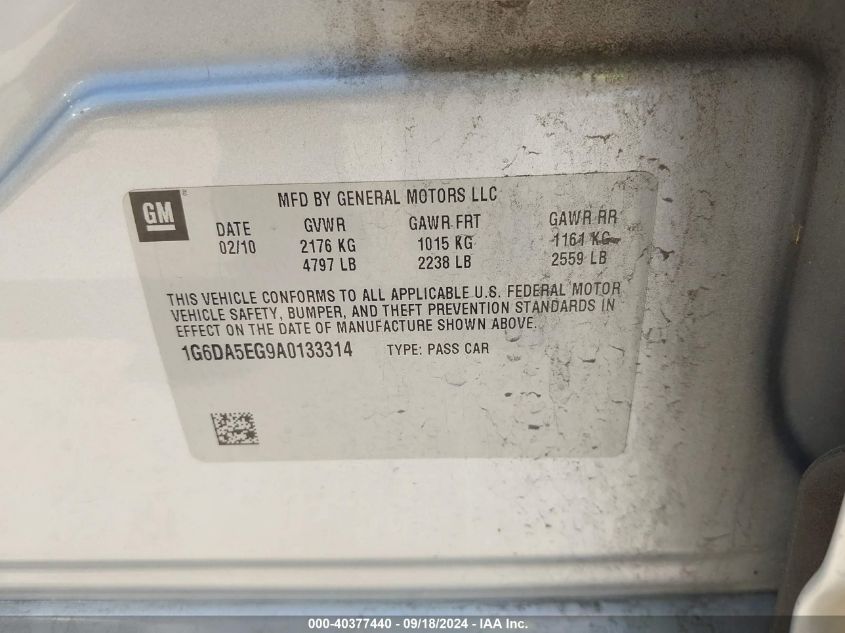 GM
MFD BY GENERAL MOTORS LLC
DATE GVWR GAWR FRT GAWR RR
02/10 2176 KG 1015 KG 1161 KG
4797 LB 2238 LB 2559 LB
THIS VEHICLE CONFORMS TO ALL APPLICABLE U.S. FEDERAL MOTOR
VEHICLE SAFETY, BUMPER, AND THEFT PREVENTION STANDARDS IN
EFFECT ON THE DATE OF MANUFACTURE SHOWN ABOVE.
1G6DA5EG9A0133314 TYPE: PASS CAR
000-40377440 - 09/18/2024 - IAA Inc.